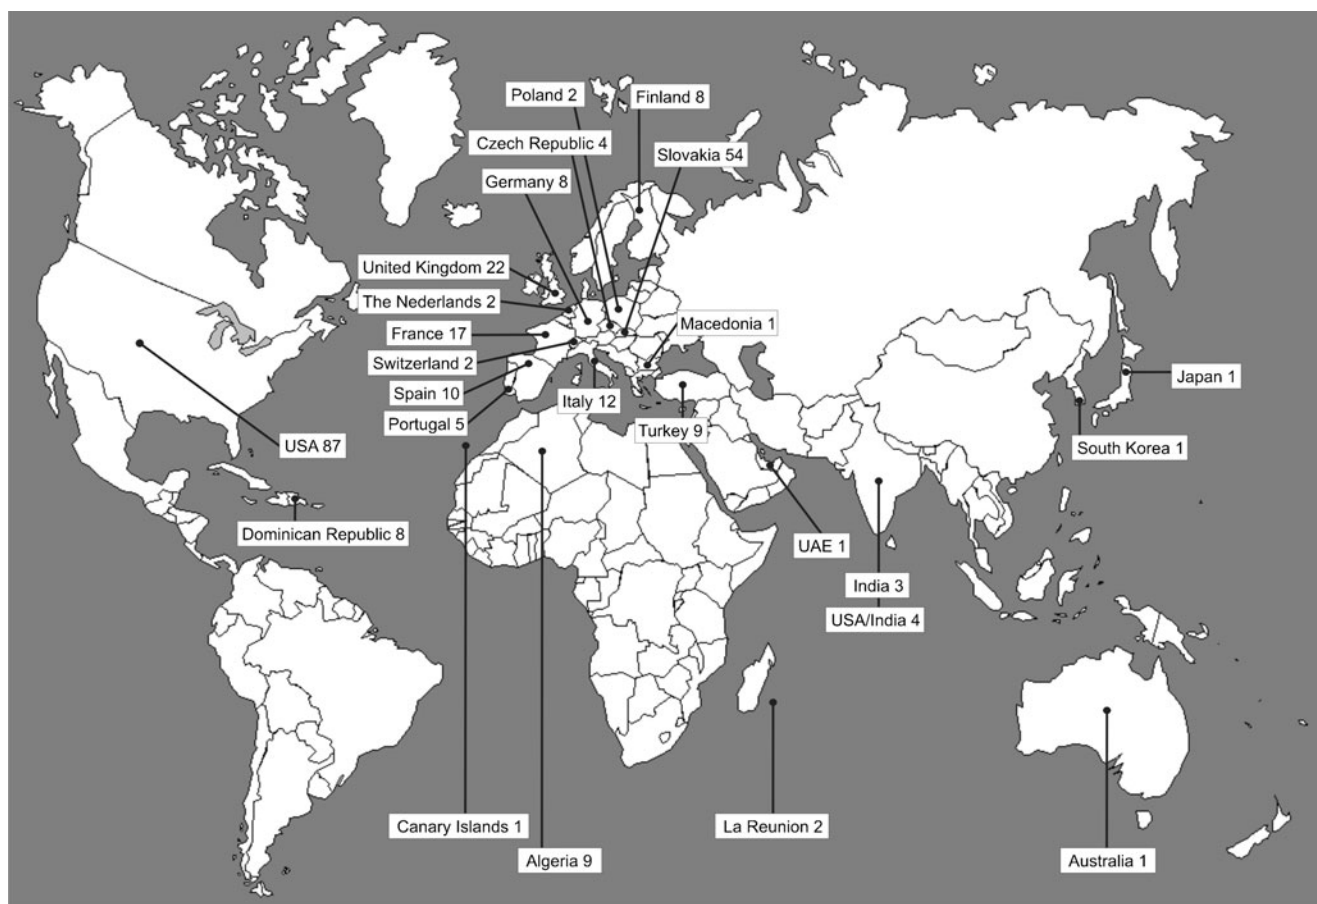 Poland 2
Finland 8
Czech Republic 4
Slovakia 54
Germany 8
United Kingdom 22
The Nederlands 2
Macedonia 1
France 17
Switzerland 2
Japan 1
Spain 10
Italy 12
Portugal 5
Turkey 9
USA 87
South Korea 1
Dominican Republic 8
UAE 1
India 3
USA/India 4
Canary Islands 1
La Reunion 2
Algeria 9
Australia 1